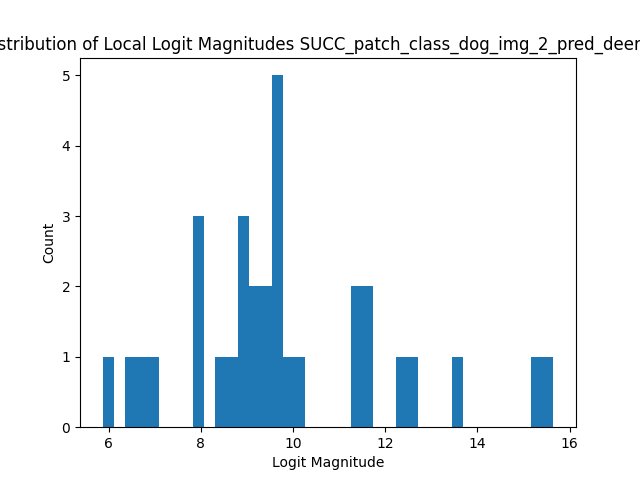 stribution of Local Logit Magnitudes SUCC_patch_class_dog_img_2_pred_deer
5
4
3
2
1
0
Count
6 8 10 12 14 16
Logit Magnitude